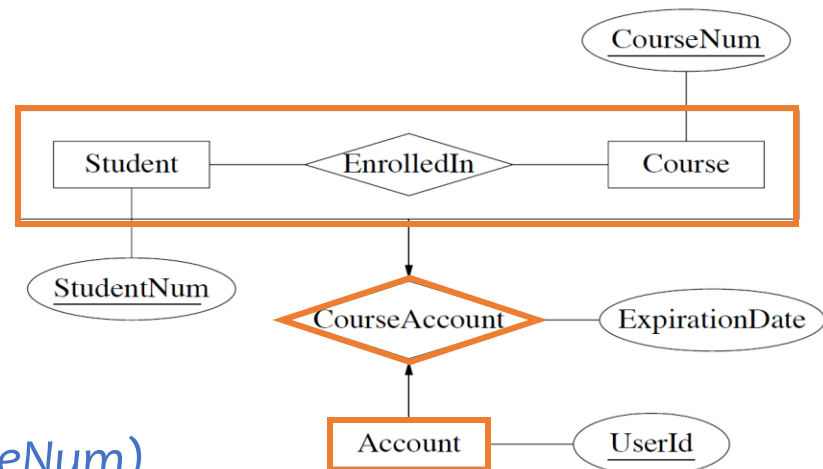 CourseNum
Student
EnrolledIn
Course
StudentNum
CourseAccount
ExpirationDate
Account
UserId
eNum)